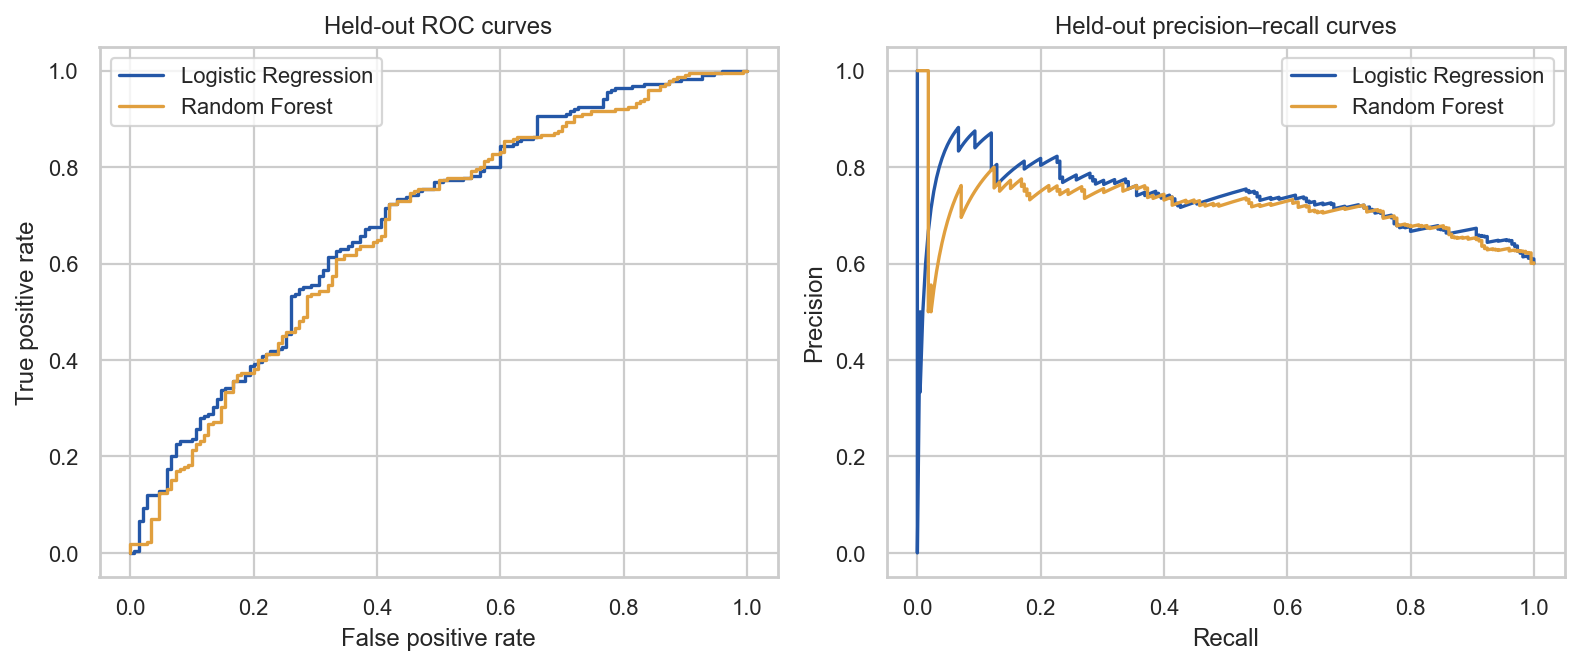 Held-out ROC curves
Logistic Regression
Random Forest
True positive rate
1.0
0.8
0.6
0.4
0.2
0.0
0.0 0.2 0.4 0.6 0.8 1.0
False positive rate
Held-out precision–recall curves
Logistic Regression
Random Forest
Precision
1.0
0.8
0.6
0.4
0.2
0.0
0.0 0.2 0.4 0.6 0.8 1.0
Recall